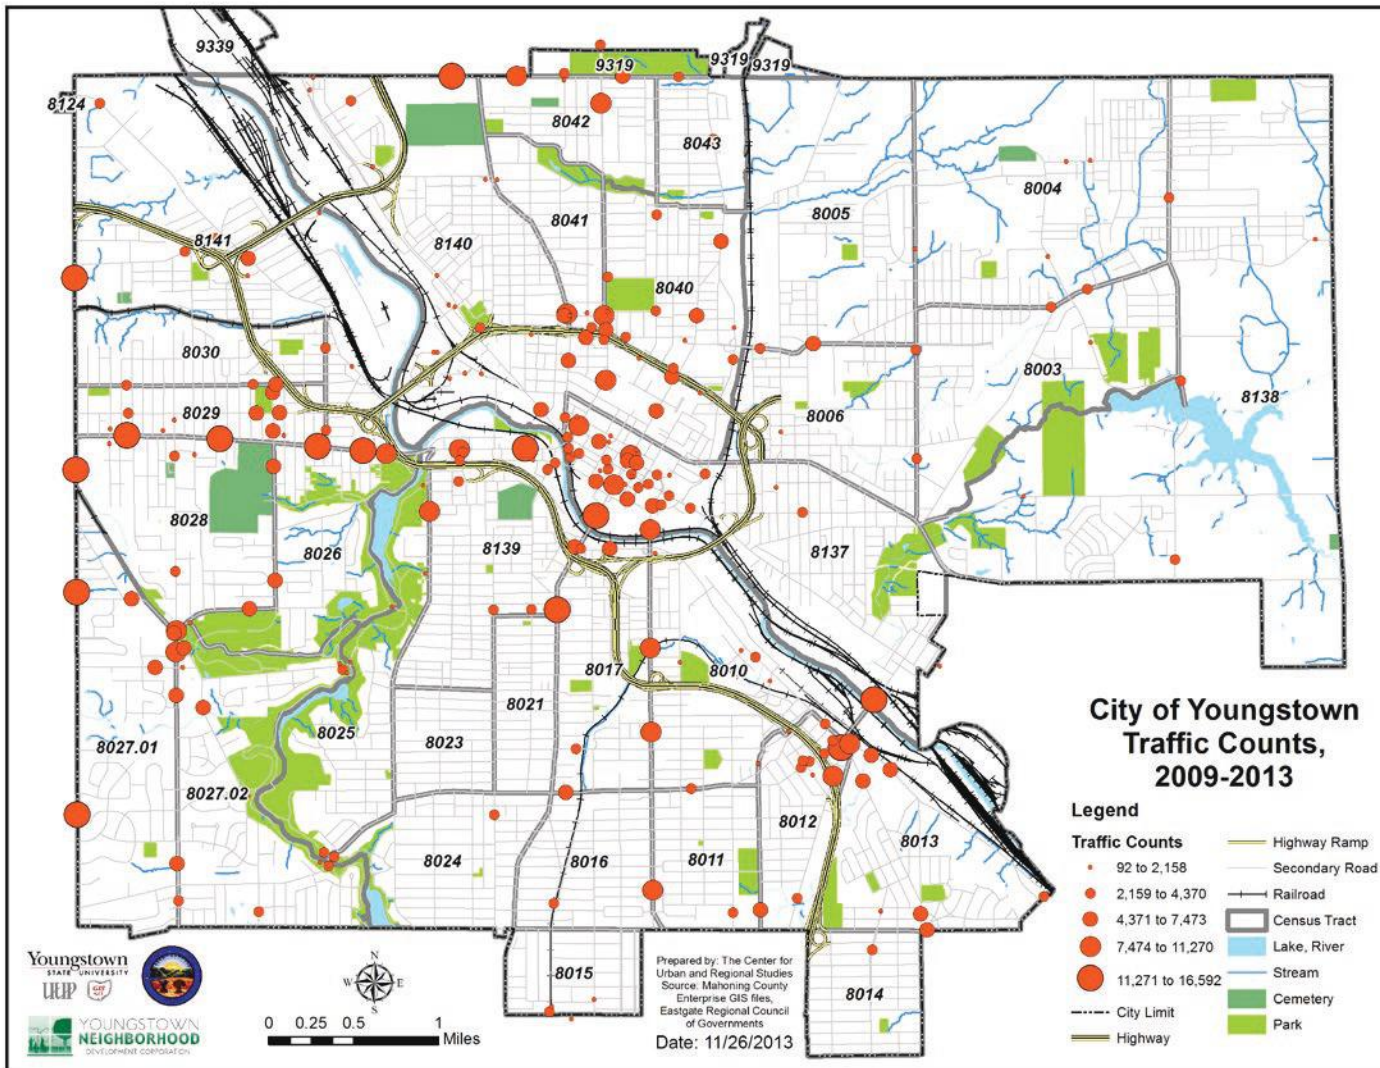 9339
9319
9319
9319
8124
8042
8043
8004
8005
8041
8141
8140
8040
8030
8003
8138
8029
8006
8028
8026
8139
8137
8017
8010
8021
8025
8023
8027.01
8027.02
8012
8013
8024
8016
8011
8015
8014
City of Youngstown
Traffic Counts,
2009-2013
Legend
Traffic Counts
92 to 2,158
2,159 to 4,370
4,371 to 7,473
7,474 to 11,270
11,271 to 16,592
City Limit
Highway
Highway Ramp
Secondary Road
Railroad
Census Tract
Lake, River
Stream
Cemetery
Park
Youngstown
STATE UNIVERSITY
YOUNGSTOWN
NEIGHBORHOOD
DEVELOPMENT CORPORATION
N
W E
S
0 0.25 0.5 1
Miles
Prepared by: The Center for
Urban and Regional Studies
Source: Mahoning County
Enterprise GIS files,
Eastgate Regional Council
of Governments
Date: 11/26/2013